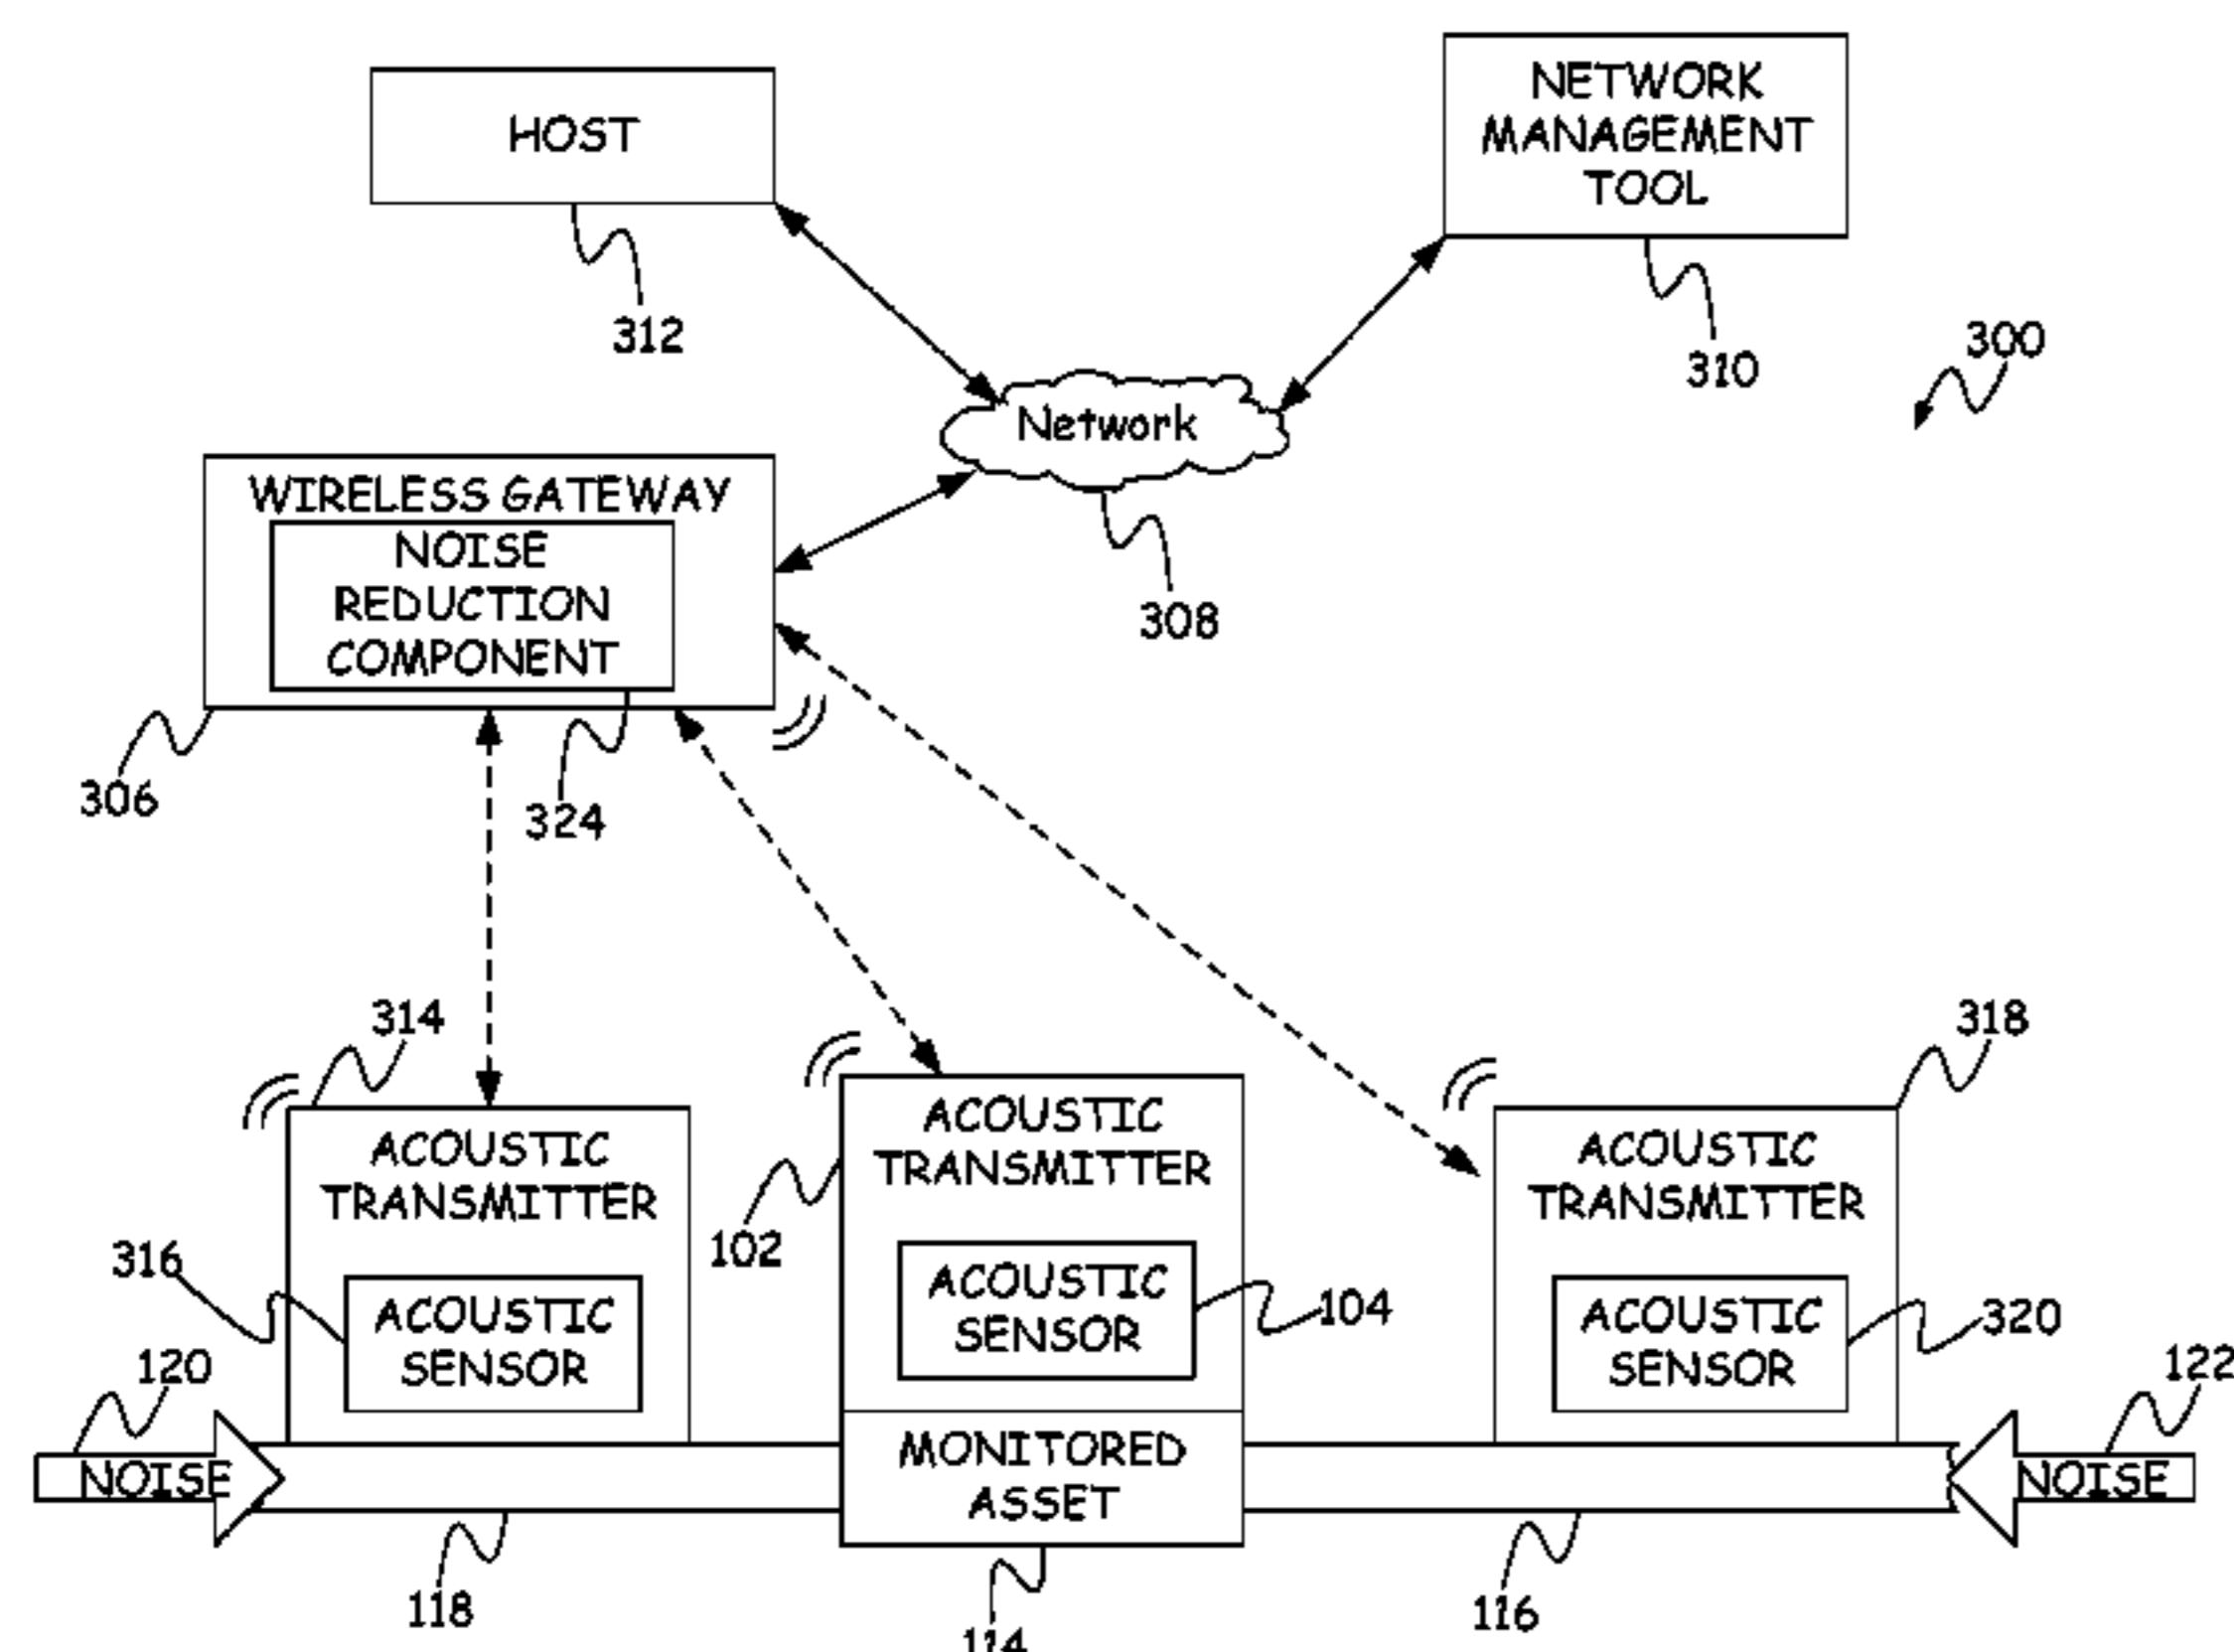 HOST
NETWORK
MANAGEMENT
TOOL
312
310
300
Network
WIRELESS GATEWAY
NOISE
REDUCTION
COMPONENT
308
306
324
314
318
ACOUSTIC
TRANSMITTER
102
ACOUSTIC
TRANSMITTER
ACOUSTIC
TRANSMITTER
316
ACOUSTIC
SENSOR
ACOUSTIC
SENSOR
104
ACOUSTIC
SENSOR
320
120
122
NOISE
MONITORED
ASSET
NOISE
118
114
116